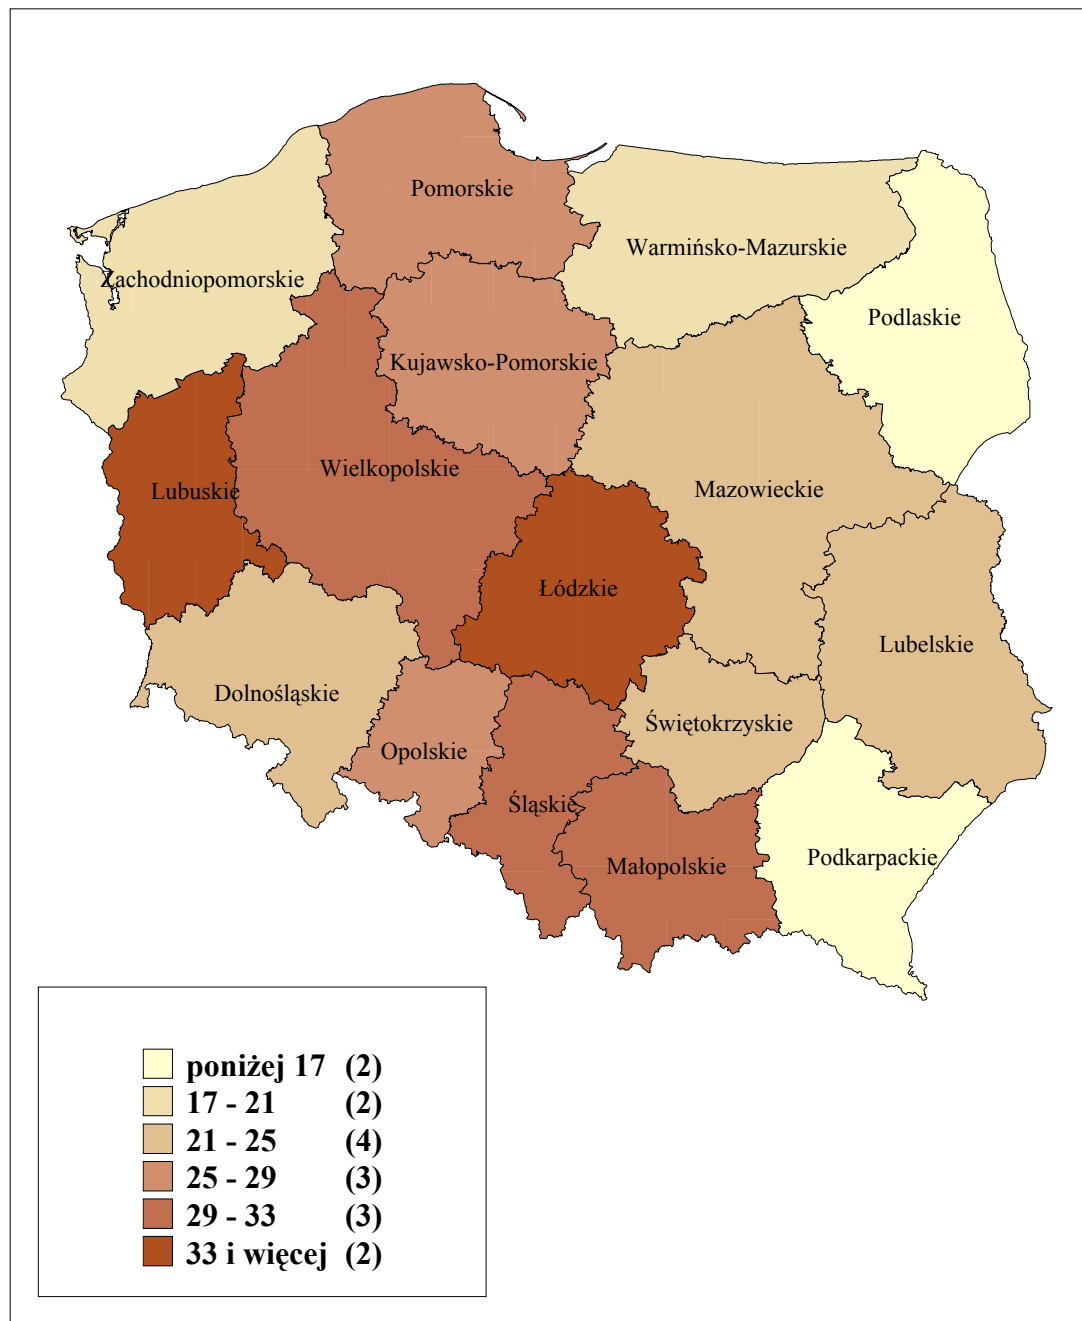 Pomorskie
Warmińsko-Mazurskie
Zachodniopomorskie
Podlaskie
Kujawsko-Pomorskie
Wielkopolskie
Lubuskie
Mazowieckie
Łódzkie
Lubelskie
Dolnośląskie
Świętokrzyskie
Opolskie
Śląskie
Małopolskie
Podkarpackie
poniżej 17 (2)
17 - 21 (2)
21 - 25 (4)
25 - 29 (3)
29 - 33 (3)
33 i więcej (2)